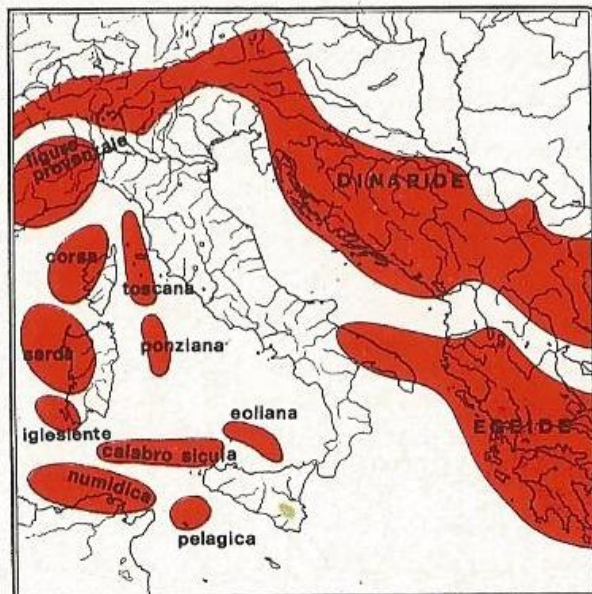 ligure
provenzale
DINARIDE
corsa
toscana
sarda
ponziana
iglesiente
eoliana
EGEIDE
calabro sicula
numidica
pelagica